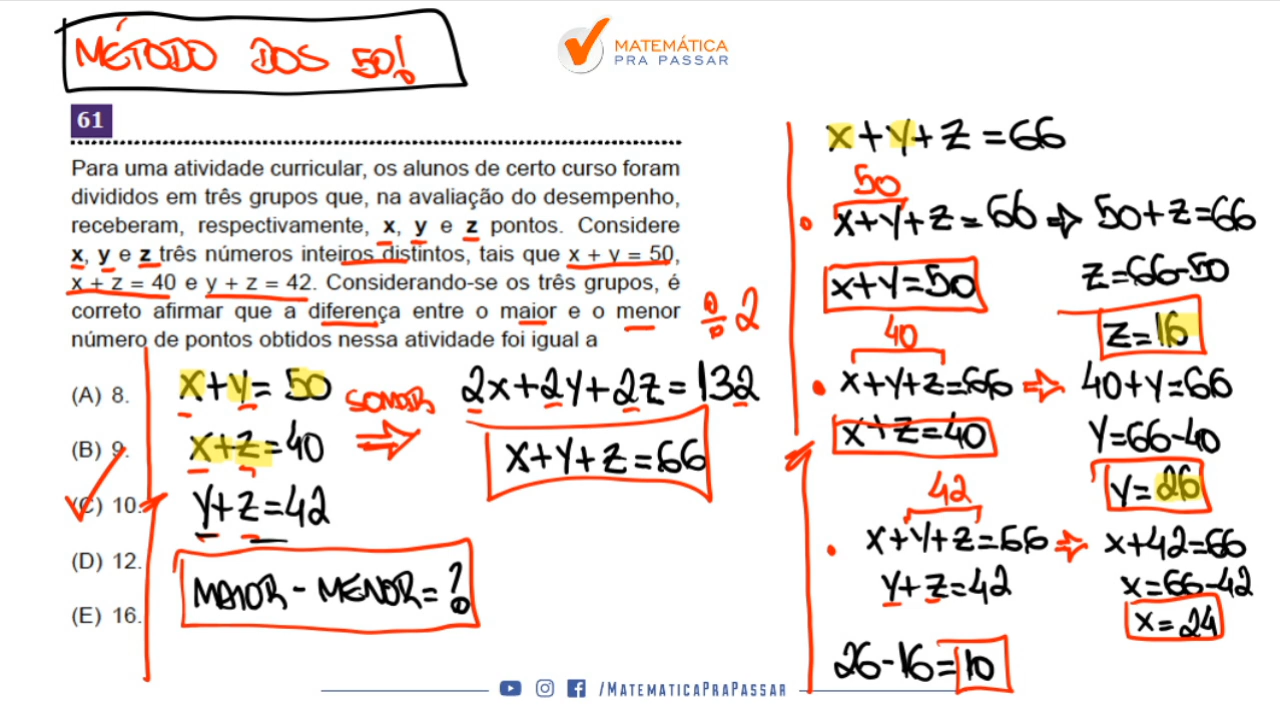 MÉTODO DOS 50!
MATEMÁTICA
PRA PASSAR
61
Para uma atividade curricular, os alunos de certo curso foram
divididos em três grupos que, na avaliação do desempenho,
receberam, respectivamente, x, y e z pontos. Considere
x, y e z três números inteiros distintos, tais que x + y = 50,
x + z = 40 e y + z = 42. Considerando-se os três grupos, é
correto afirmar que a diferença entre o maior e o menor
número de pontos obtidos nessa atividade foi igual a
(A) 8.
(B) 9.
(C) 10.
(D) 12.
(E) 16.
x+y=50
x+z=40
y+z=42
SOMAR
÷2
2x+2y+2z=132
x+y+z=66
MAIOR - MENOR = ?
x+y+z=66
50
x+y+z=66 ⇒ 50+z=66
x+y=50
z=66-50
z=16
40
x+y+z=66 ⇒ 40+y=66
x+z=40
y=66-40
y=26
42
x+y+z=66 ⇒ x+42=66
y+z=42
x=66-42
x=24
26-16=10
/MATEMATICAPRAPASSAR